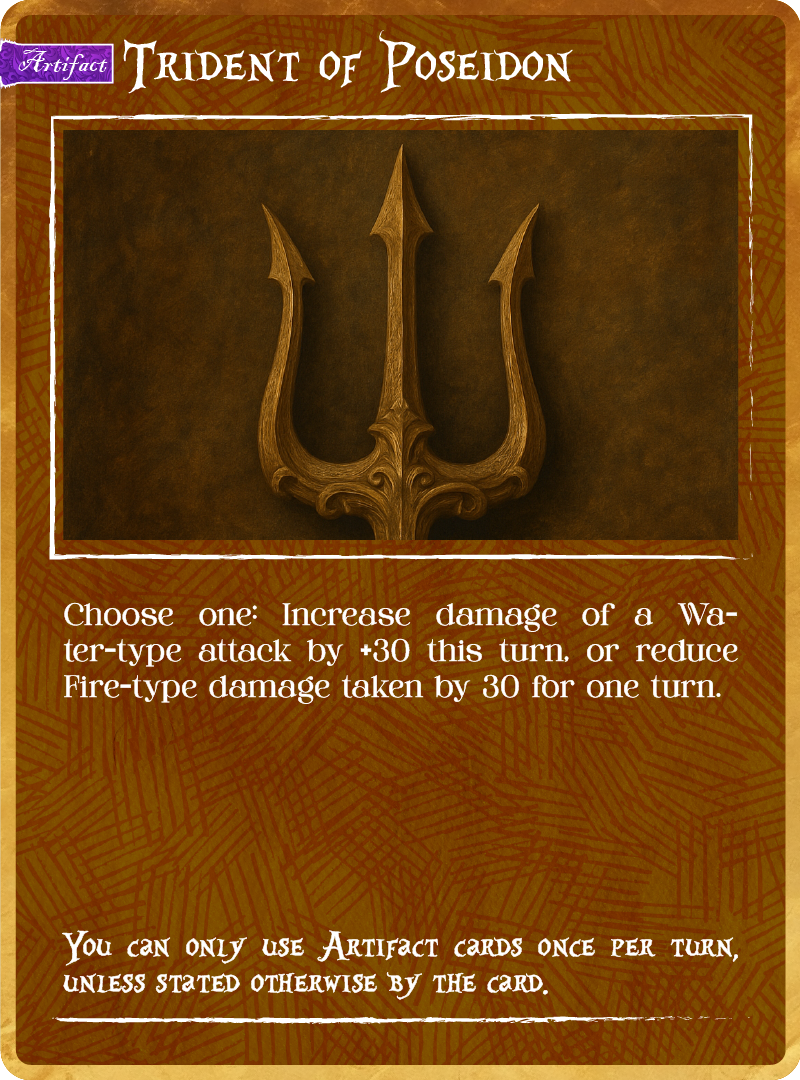 Artifact
Trident of Poseidon
Choose one: Increase damage of a Wa-
ter-type attack by +30 this turn, or reduce
Fire-type damage taken by 30 for one turn.
You can only use Artifact cards once per turn,
unless stated otherwise by the card.